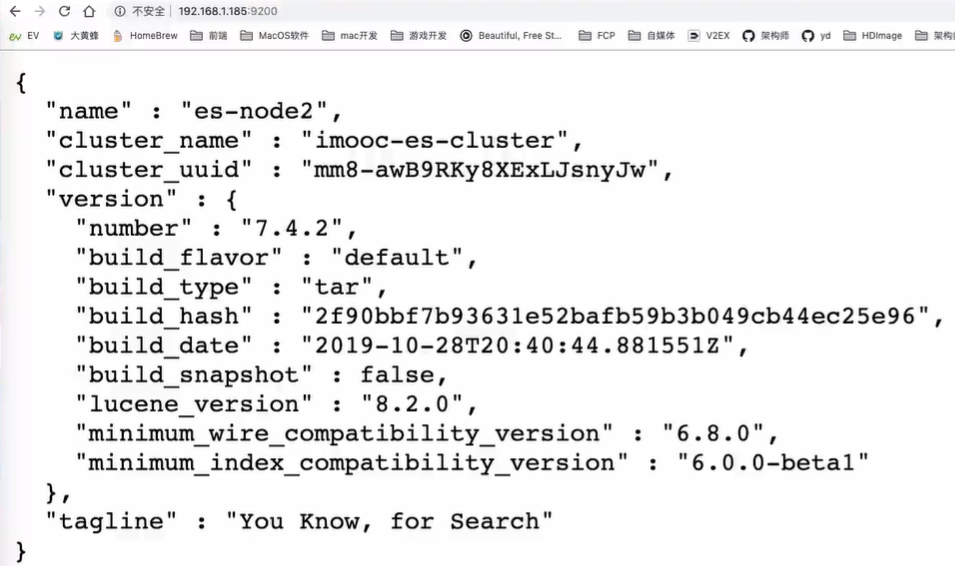 不安全 | 192.168.1.185:9200
EV 大黄蜂 HomeBrew 前端 MacOS软件 mac开发 游戏开发 Beautiful, Free St... FCP 自媒体 V2EX 架构师 yd HDImage 架构
{
"name" : "es-node2",
"cluster_name" : "imooc-es-cluster",
"cluster_uuid" : "mm8-awB9RKy8XExLJsnyJw",
"version" : {
"number" : "7.4.2",
"build_flavor" : "default",
"build_type" : "tar",
"build_hash" : "2f90bbf7b93631e52bafb59b3b049cb44ec25e96",
"build_date" : "2019-10-28T20:40:44.881551Z",
"build_snapshot" : false,
"lucene_version" : "8.2.0",
"minimum_wire_compatibility_version" : "6.8.0",
"minimum_index_compatibility_version" : "6.0.0-beta1"
},
"tagline" : "You Know, for Search"
}